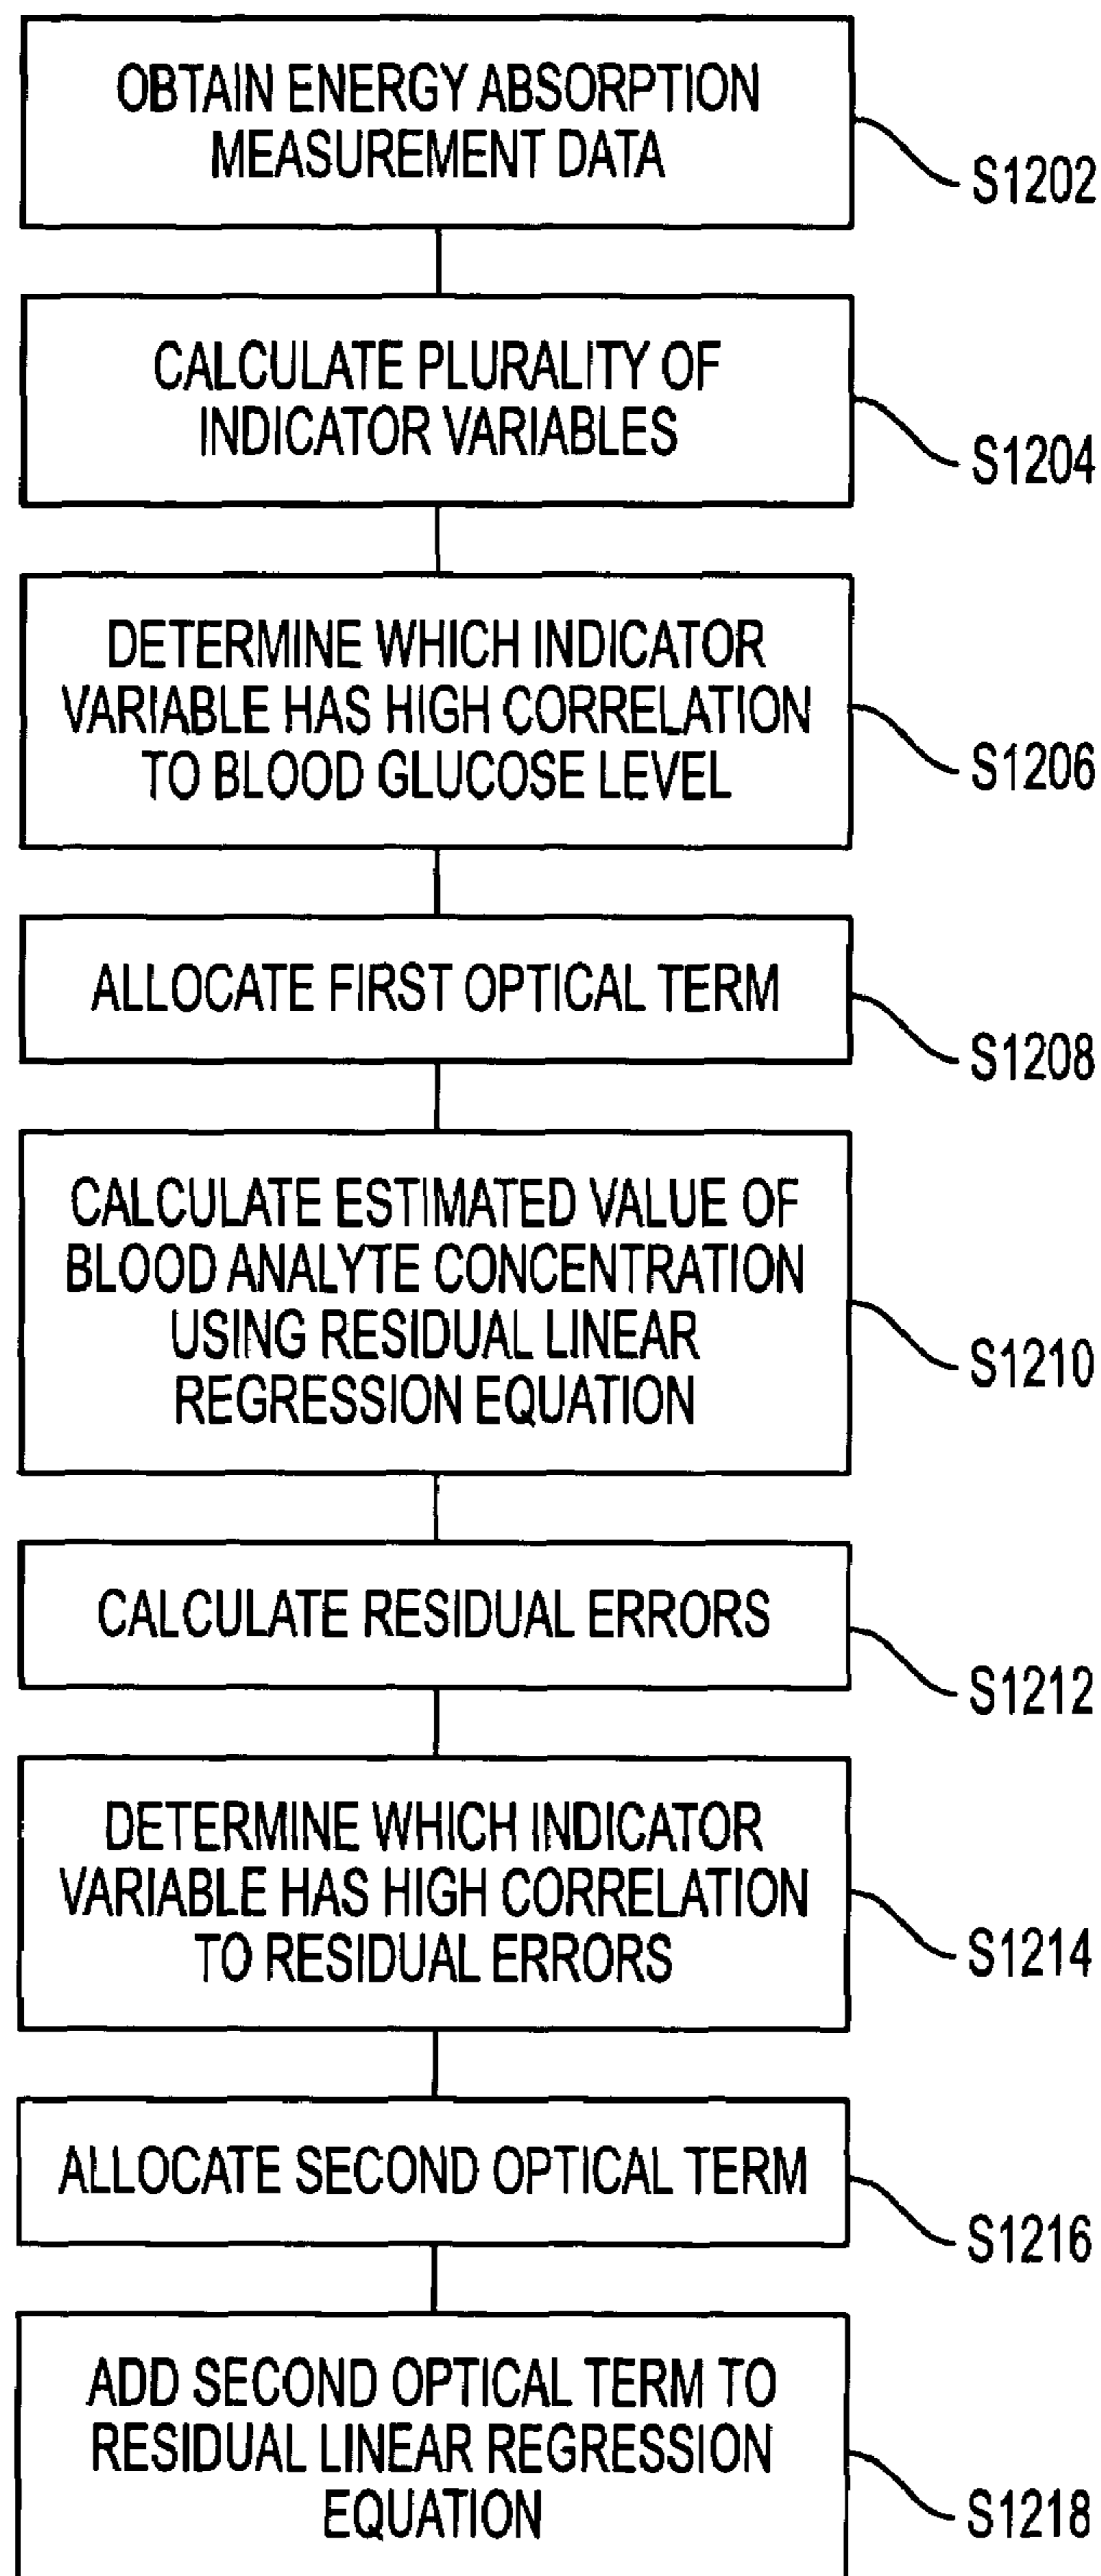 OBTAIN ENERGY ABSORPTION
MEASUREMENT DATA
S1202
CALCULATE PLURALITY OF
INDICATOR VARIABLES
S1204
DETERMINE WHICH INDICATOR
VARIABLE HAS HIGH CORRELATION
TO BLOOD GLUCOSE LEVEL
S1206
ALLOCATE FIRST OPTICAL TERM
S1208
CALCULATE ESTIMATED VALUE OF
BLOOD ANALYTE CONCENTRATION
USING RESIDUAL LINEAR
REGRESSION EQUATION
S1210
CALCULATE RESIDUAL ERRORS
S1212
DETERMINE WHICH INDICATOR
VARIABLE HAS HIGH CORRELATION
TO RESIDUAL ERRORS
S1214
ALLOCATE SECOND OPTICAL TERM
S1216
ADD SECOND OPTICAL TERM TO
RESIDUAL LINEAR REGRESSION
EQUATION
S1218